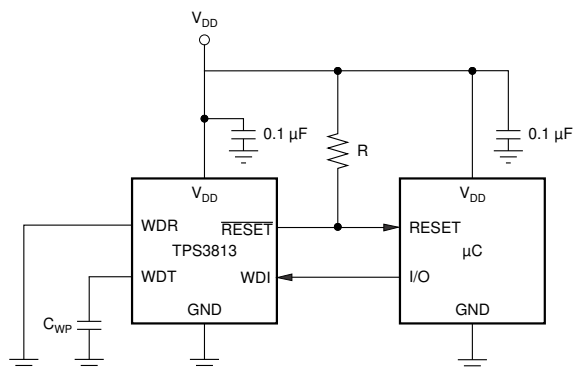 V_DD
0.1 µF
R
0.1 µF
V_DD
WDR
RESET
TPS3813
WDT
WDI
GND
C_WP
V_DD
RESET
µC
I/O
GND